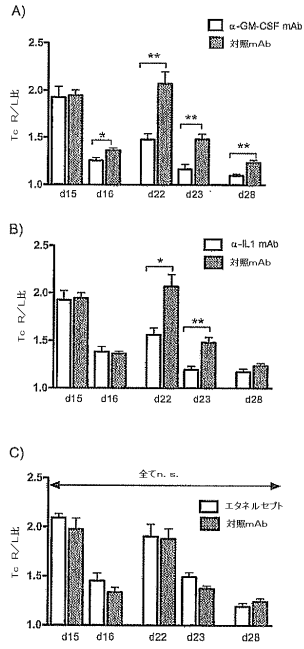 A)
α-GM-CSF mAb
対照mAb
Tc R/L比
2.5
2.0
1.5
1.0
*
**
**
**
d15 d16 d22 d23 d28
B)
α-IL1 mAb
対照mAb
Tc R/L比
2.5
2.0
1.5
1.0
*
**
d15 d16 d22 d23 d28
C)
全てn.s.
エタネルセプト
対照mAb
Tc R/L比
2.5
2.0
1.5
1.0
d15 d16 d22 d23 d28